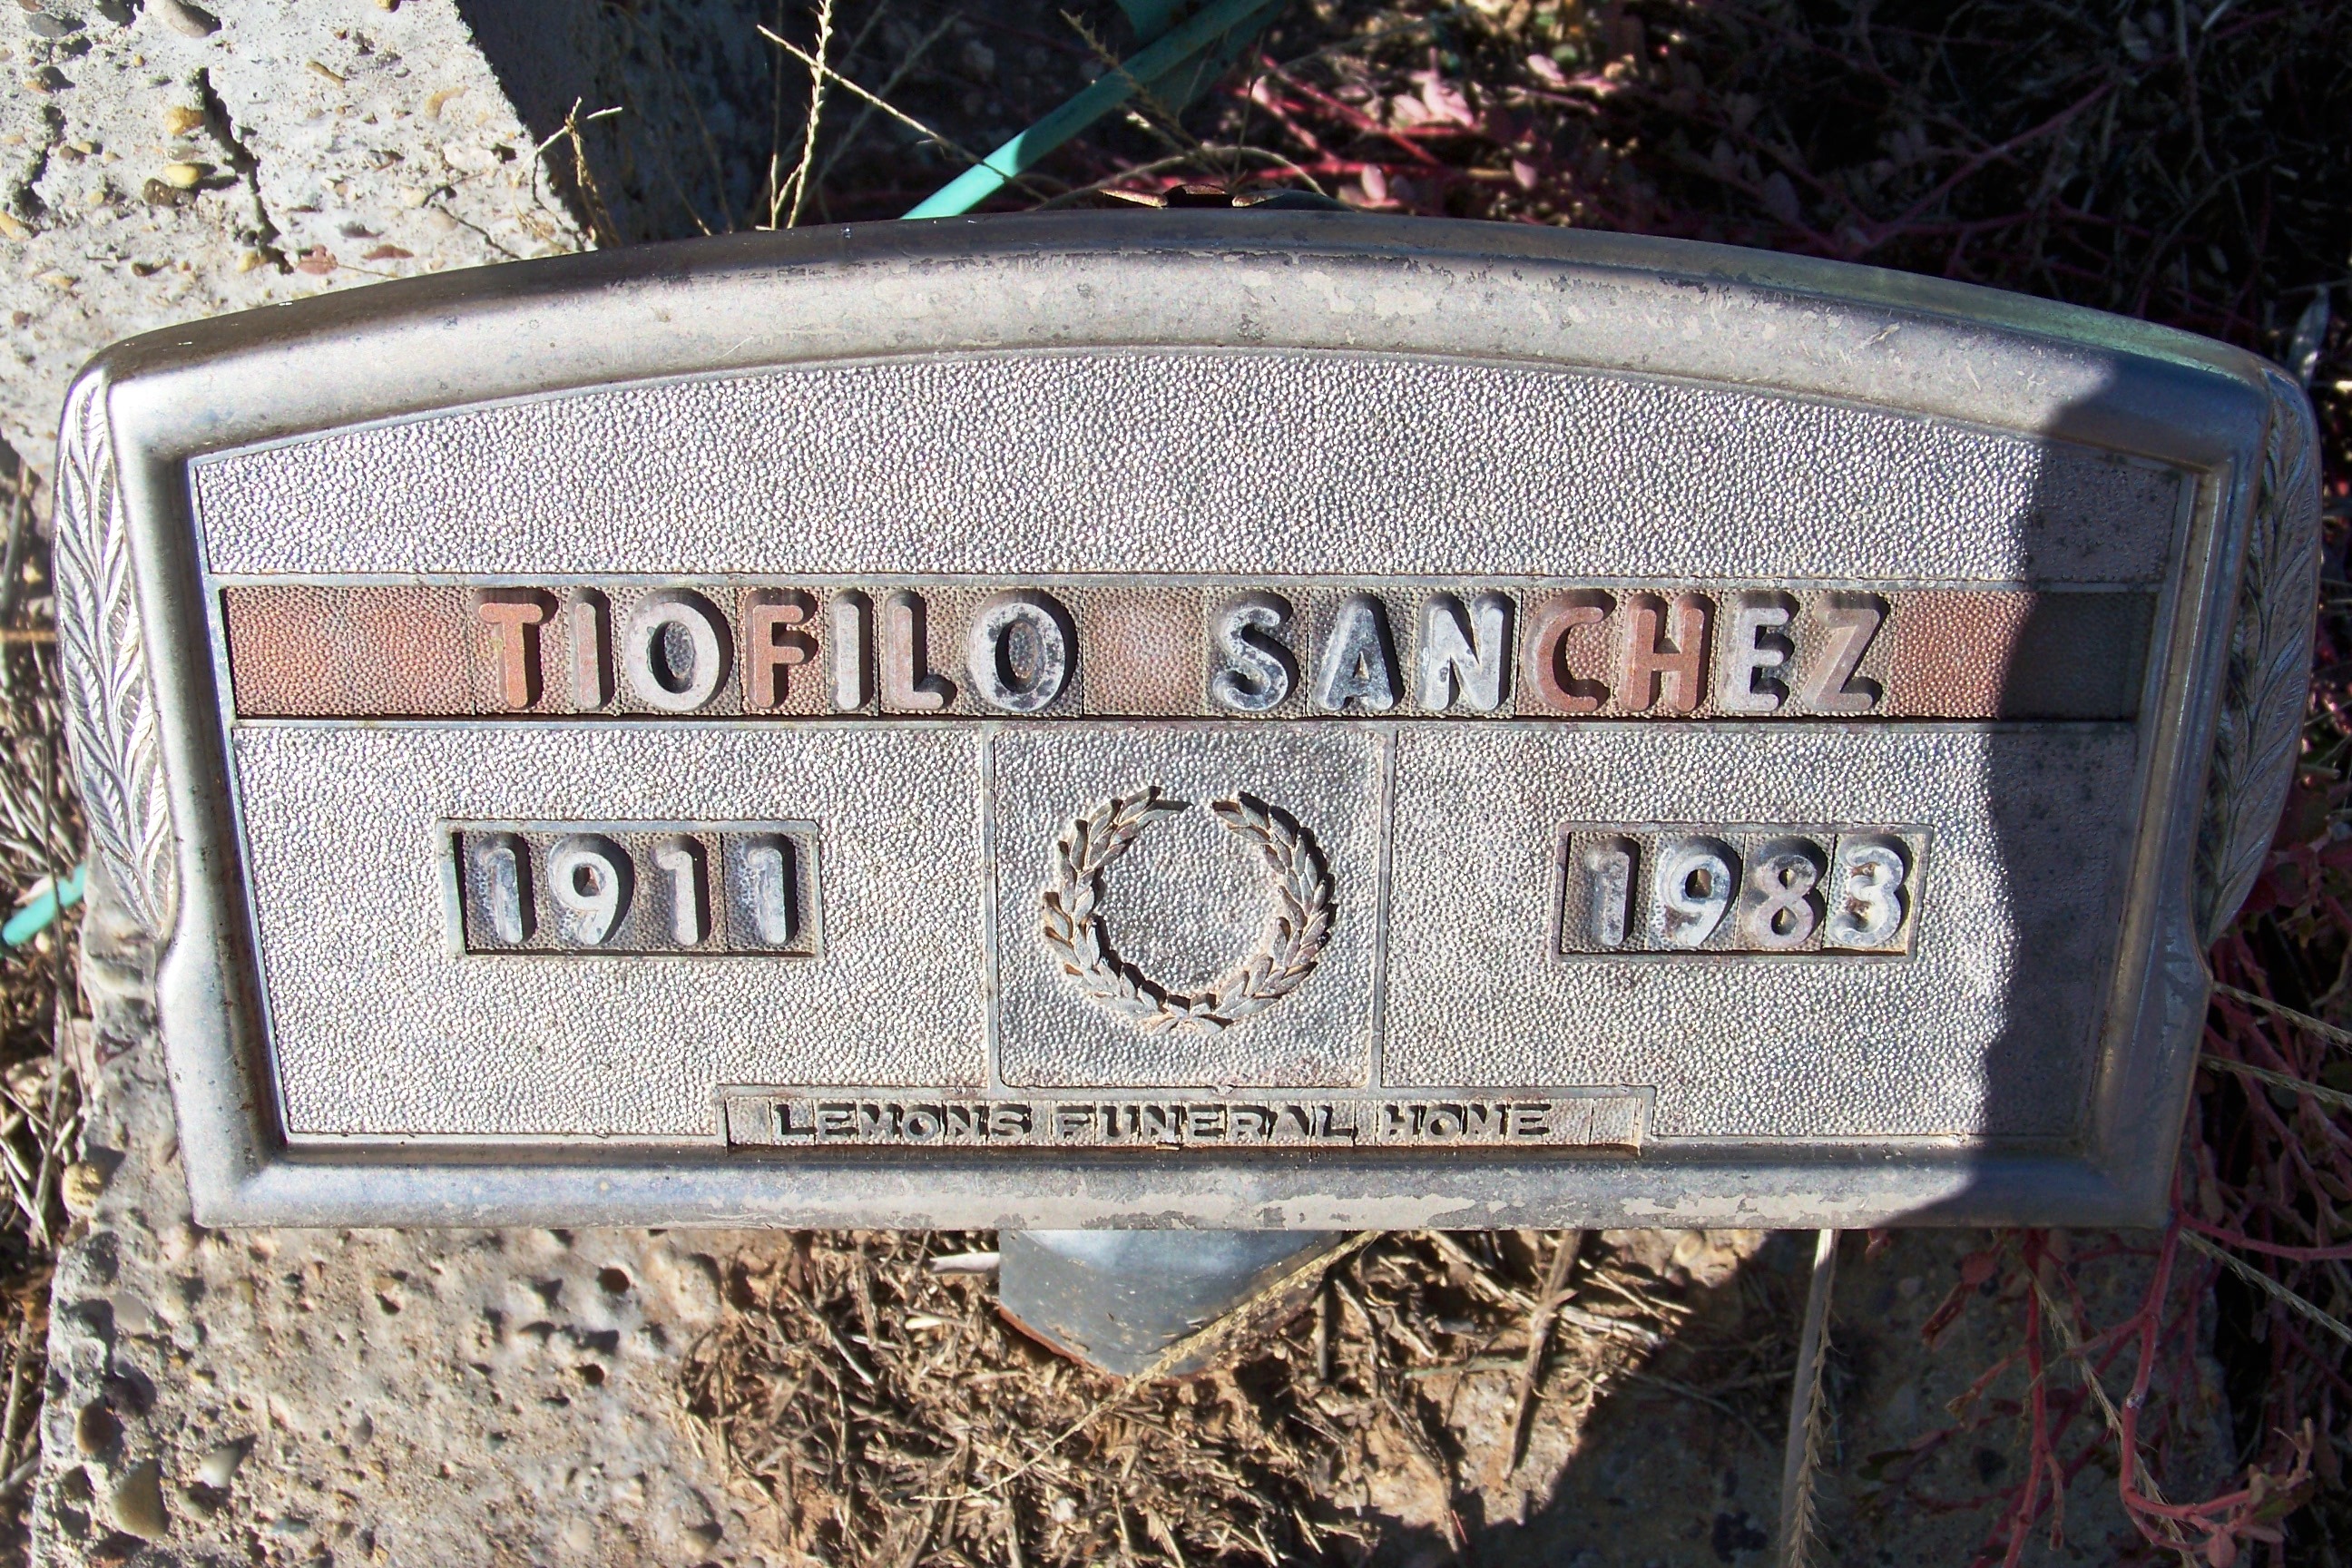 TIOFILO SANCHEZ
1911 1983
LEMONS FUNERAL HOME